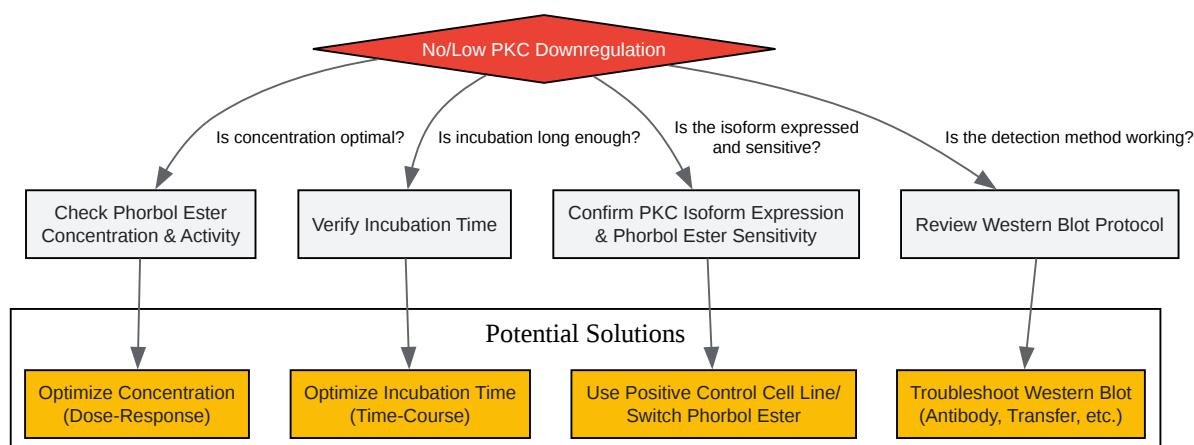 No/Low PKC Downregulation
Is concentration optimal?
Is incubation long enough?
Is the isoform expressed
and sensitive?
Is the detection method working?
Check Phorbol Ester
Concentration & Activity
Verify Incubation Time
Confirm PKC Isoform Expression
& Phorbol Ester Sensitivity
Review Western Blot Protocol
Potential Solutions
Optimize Concentration
(Dose-Response)
Optimize Incubation Time
(Time-Course)
Use Positive Control Cell Line/
Switch Phorbol Ester
Troubleshoot Western Blot
(Antibody, Transfer, etc.)